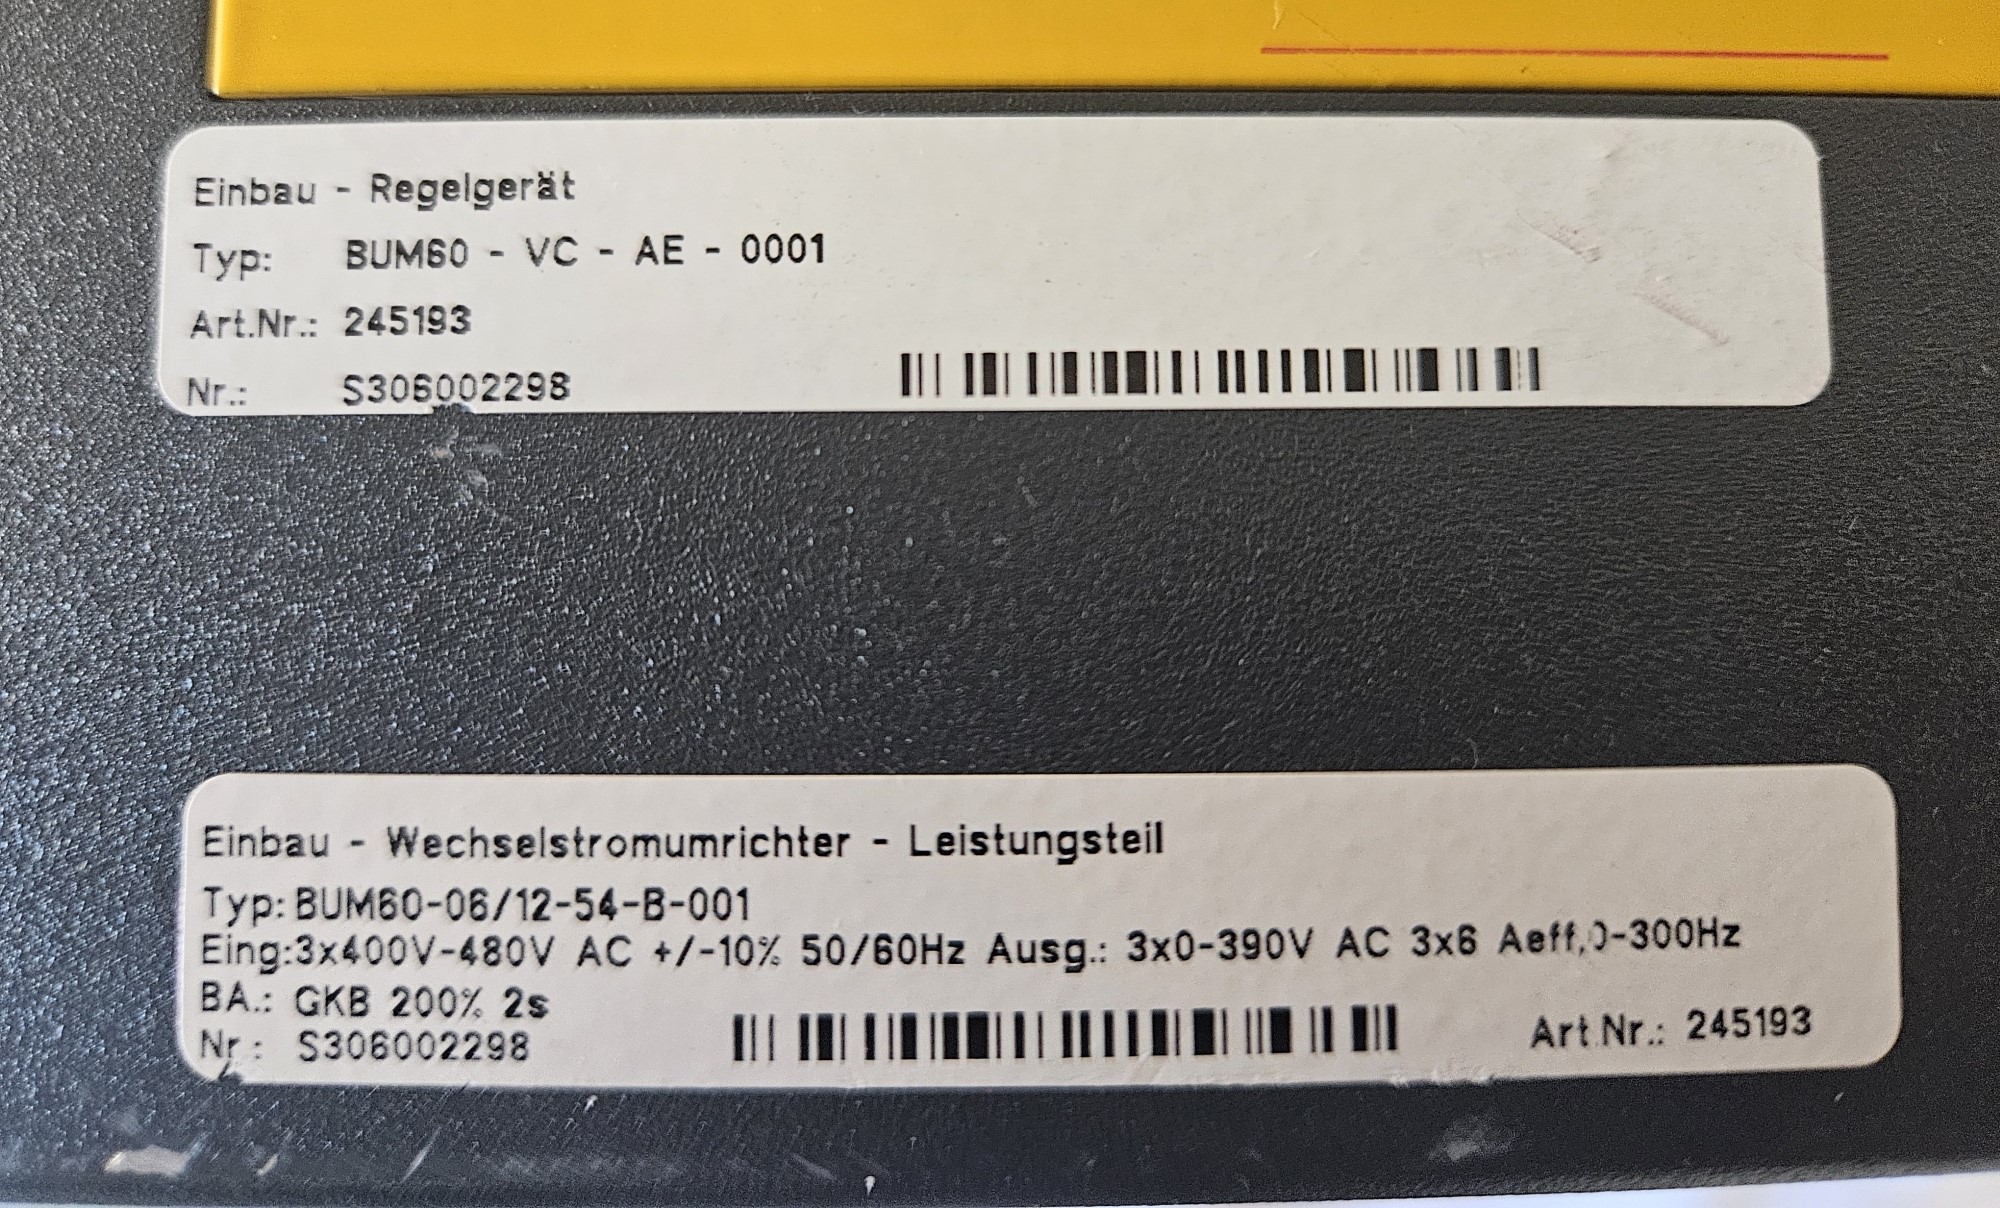 Einbau - Regelgerät
Typ: BUM60 - VC - AE - 0001
Art.Nr.: 245193
Nr.: S306002298
Einbau - Wechselstromumrichter - Leistungsteil
Typ: BUM60-06/12-54-B-001
Eing:3x400V-480V AC +/-10% 50/60Hz Ausg.: 3x0-390V AC 3x6 Aeff,0-300Hz
BA.: GKB 200% 2s
Nr.: S306002298 Art.Nr.: 245193